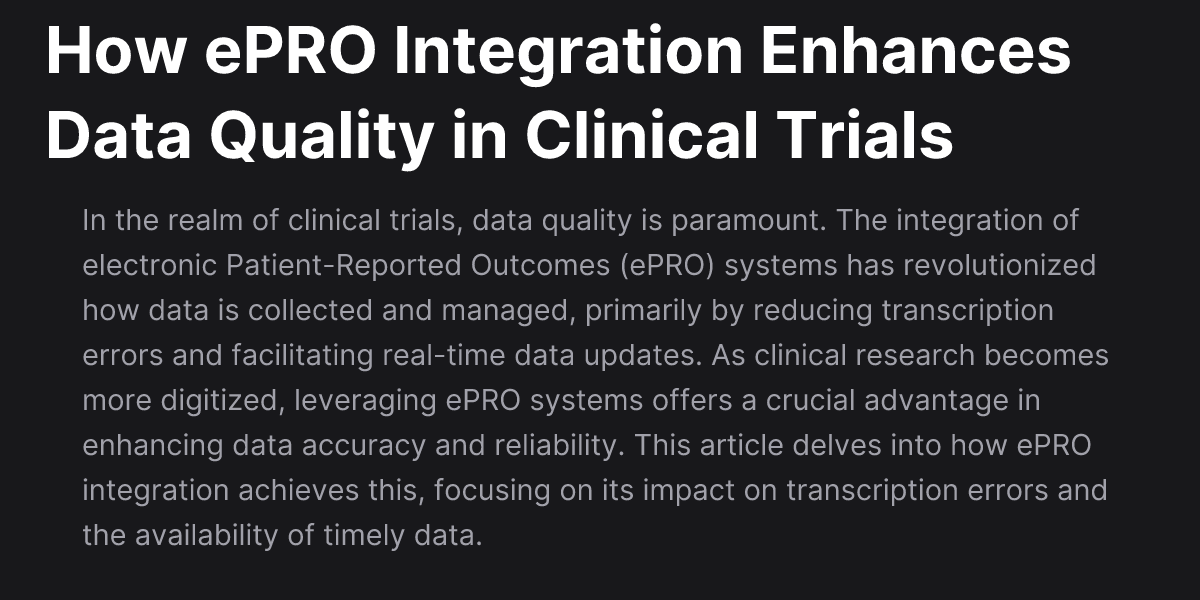 How ePRO Integration Enhances
Data Quality in Clinical Trials
In the realm of clinical trials, data quality is paramount. The integration of
electronic Patient-Reported Outcomes (ePRO) systems has revolutionized
how data is collected and managed, primarily by reducing transcription
errors and facilitating real-time data updates. As clinical research becomes
more digitized, leveraging ePRO systems offers a crucial advantage in
enhancing data accuracy and reliability. This article delves into how ePRO
integration achieves this, focusing on its impact on transcription errors and
the availability of timely data.